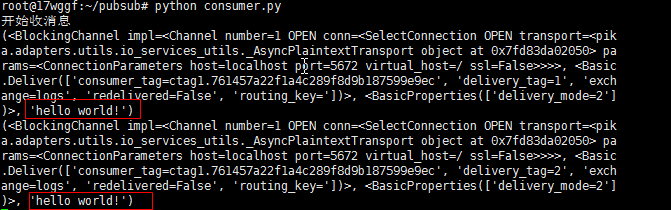 root@17wggf:~/pubsub# python consumer.py
开始收消息
(<BlockingChannel impl=<Channel number=1 OPEN conn=<SelectConnection OPEN transport=<pik
a.adapters.utils.io_services_utils._AsyncPlaintextTransport object at 0x7fd83da02050> pa
rams=<ConnectionParameters host=localhost port=5672 virtual_host=/ ssl=False>>>>, <Basic
.Deliver(['consumer_tag=ctag1.761457a22f1a4c289f8d9b187599e9ec', 'delivery_tag=1', 'exch
ange=logs', 'redelivered=False', 'routing_key='])>, <BasicProperties(['delivery_mode=2']
)>, 'hello world!')
(<BlockingChannel impl=<Channel number=1 OPEN conn=<SelectConnection OPEN transport=<pik
a.adapters.utils.io_services_utils._AsyncPlaintextTransport object at 0x7fd83da02050> pa
rams=<ConnectionParameters host=localhost port=5672 virtual_host=/ ssl=False>>>>, <Basic
.Deliver(['consumer_tag=ctag1.761457a22f1a4c289f8d9b187599e9ec', 'delivery_tag=2', 'exch
ange=logs', 'redelivered=False', 'routing_key='])>, <BasicProperties(['delivery_mode=2']
)>, 'hello world!')